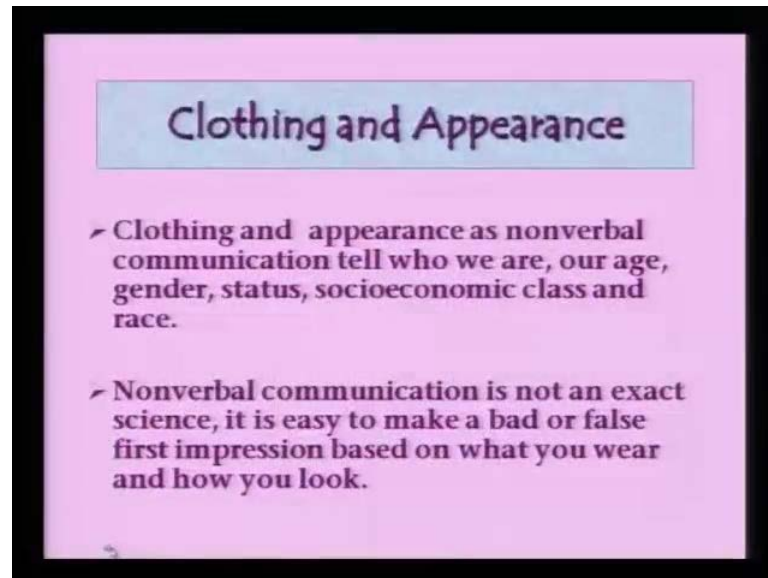 Clothing and Appearance
➢ Clothing and appearance as nonverbal
communication tell who we are, our age,
gender, status, socioeconomic class and
race.
➢ Nonverbal communication is not an exact
science, it is easy to make a bad or false
first impression based on what you wear
and how you look.